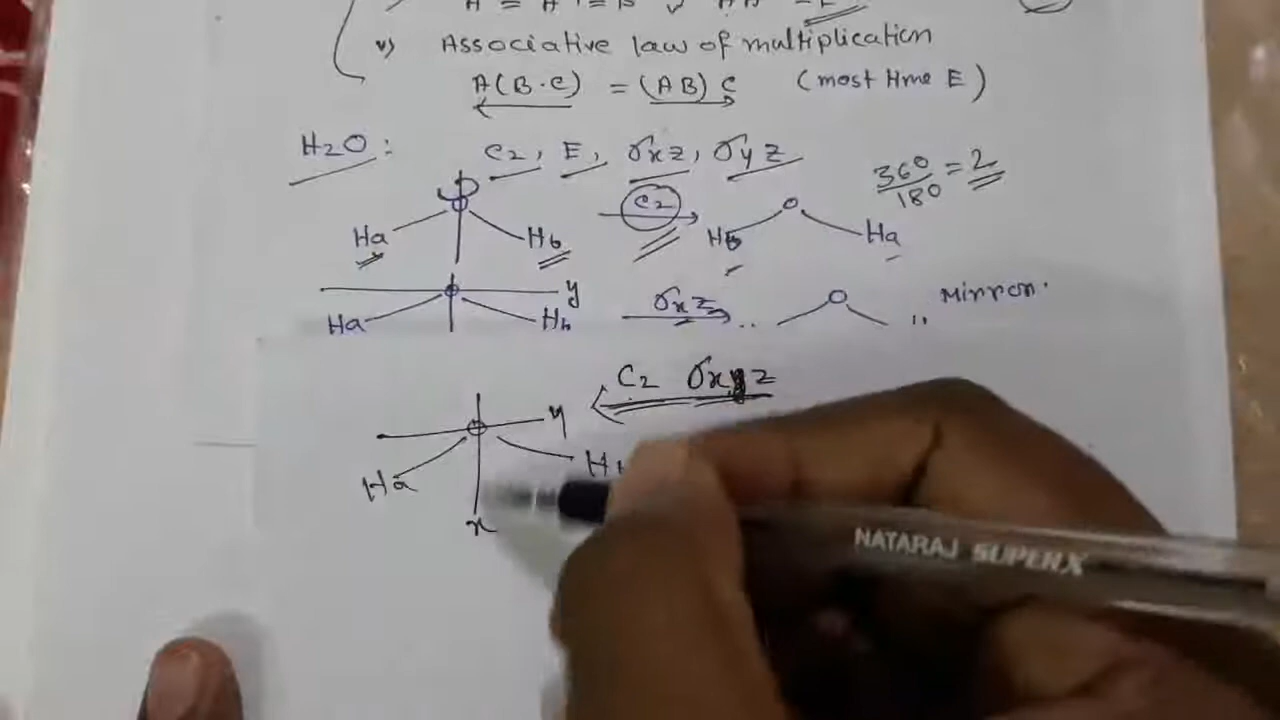 v) Associative law of multiplication
A(B·C) = (AB) C (most time E)
H2O: C2, E, σxz, σyz
360/180 = 2
Ha Hb C2 Hb O Ha
y
Ha Hb σxz O Mirror.
C2 σxyz
y
Ha H
x
NATARAJ SUPERX